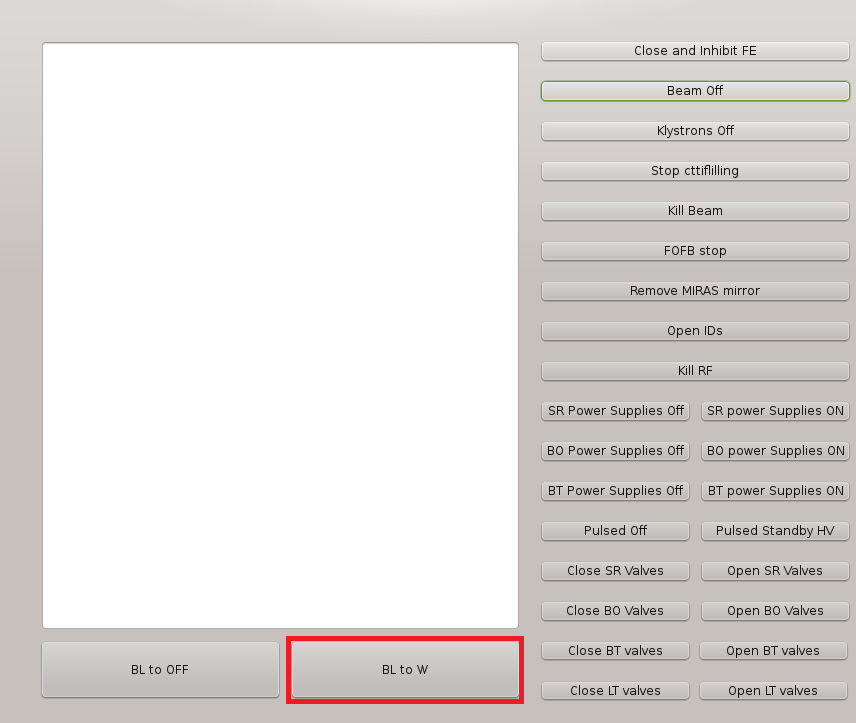 Close and Inhibit FE
Beam Off
Klystrons Off
Stop cttiflilling
Kill Beam
FOFB stop
Remove MIRAS mirror
Open IDs
Kill RF
SR Power Supplies Off SR power Supplies ON
BO Power Supplies Off BO power Supplies ON
BT Power Supplies Off BT power Supplies ON
Pulsed Off Pulsed Standby HV
Close SR Valves Open SR Valves
Close BO Valves Open BO Valves
Close BT valves Open BT valves
Close LT valves Open LT valves
BL to OFF BL to W